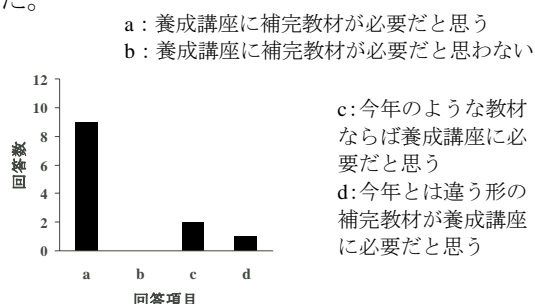 た。
a：養成講座に補完教材が必要だと思う
b：養成講座に補完教材が必要だと思わない
12
10
8
6
4
2
0
回答数
a b c d
回答項目
c:今年のような教材
ならば養成講座に必
要だと思う
d:今年とは違う形の
補完教材が養成講座
に必要だと思う